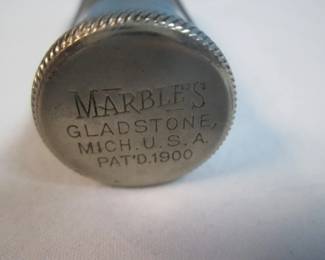 MARBLE'S
GLADSTONE,
MICH. U.S.A.
PAT'D. 1900